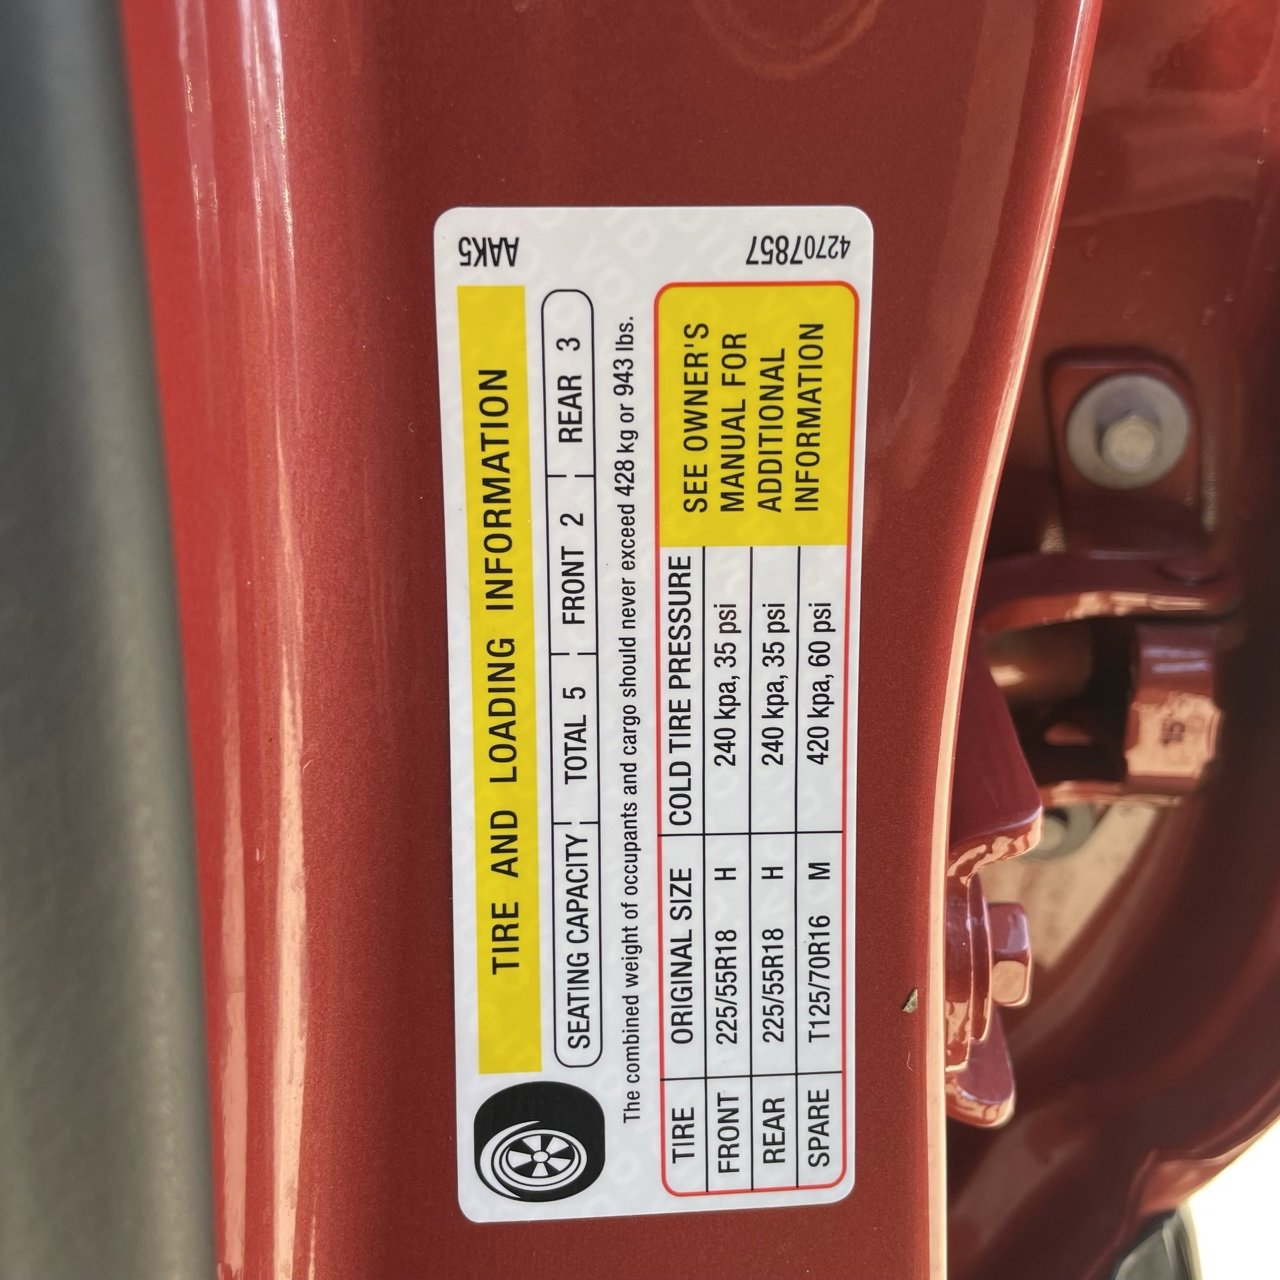 TIRE AND LOADING INFORMATION
SEATING CAPACITY TOTAL 5 FRONT 2 REAR 3
The combined weight of occupants and cargo should never exceed 428 kg or 943 lbs.
TIRE ORIGINAL SIZE COLD TIRE PRESSURE
FRONT 225/55R18 H 240 kpa, 35 psi
REAR 225/55R18 H 240 kpa, 35 psi
SPARE T125/70R16 M 420 kpa, 60 psi
SEE OWNER'S
MANUAL FOR
ADDITIONAL
INFORMATION
AAK5
42707857